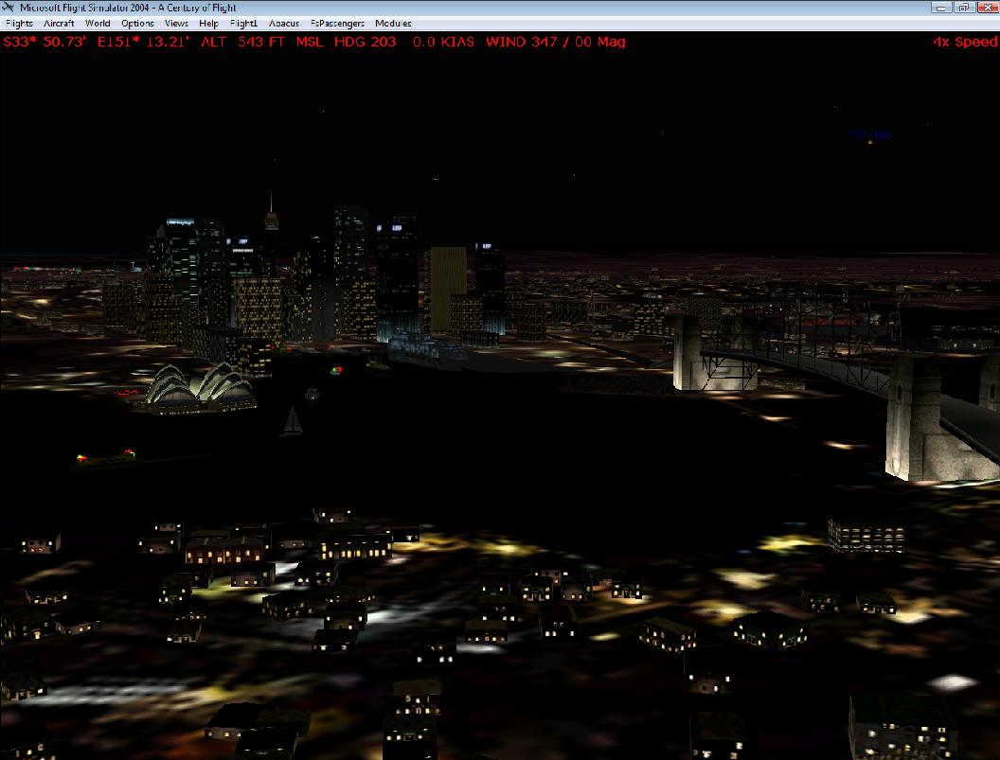 Microsoft Flight Simulator 2004 - A Century of Flight
Flights Aircraft World Options Views Help Flight1 Abacus FsPassengers Modules
S33* 50.73' E151* 13.21' ALT 543 FT MSL HDG 203 0.0 KIAS WIND 347 / 00 Mag 4x Speed